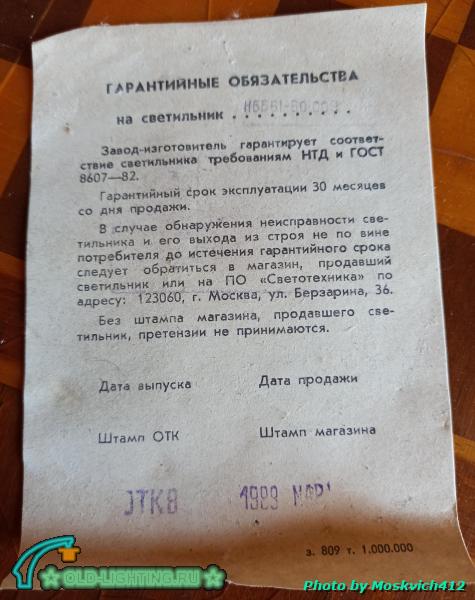 ГАРАНТИЙНЫЕ ОБЯЗАТЕЛЬСТВА
на светильник . . . . . . . . . .
Завод-изготовитель гарантирует соответ-
ствие светильника требованиям НТД и ГОСТ
8607—82.
Гарантийный срок эксплуатации 30 месяцев
со дня продажи.
В случае обнаружения неисправности све-
тильника и его выхода из строя не по вине
потребителя до истечения гарантийного срока
следует обратиться в магазин, продавший
светильник или на ПО «Светотехника» по
адресу: 123060, г. Москва, ул. Берзарина, 36.
Без штампа магазина, продавшего све-
тильник, претензии не принимаются.
Дата выпуска Дата продажи
Штамп ОТК Штамп магазина
ОТК8 1989 МАР
з. 809 т. 1.000.000
OLD-LIGHTING.RU
Photo by Moskvich412